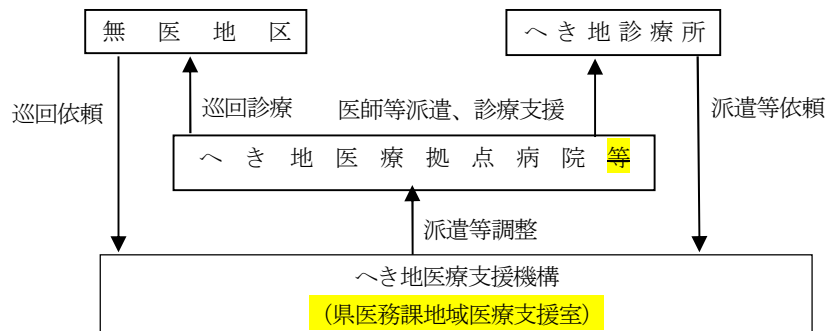 無医地区
へき地診療所
巡回依頼
巡回診療
医師等派遣、診療支援
派遣等依頼
へき地医療拠点病院等
派遣等調整
へき地医療支援機構
（県医務課地域医療支援室）